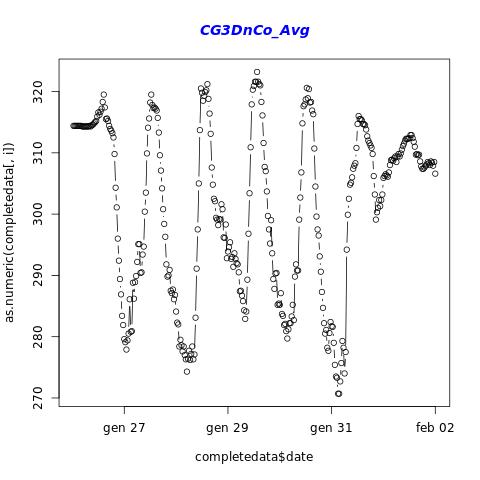 CG3DnCo_Avg
as.numeric(completedata[, i])
320
310
300
290
280
270
gen 27
gen 29
gen 31
feb 02
completedata$date